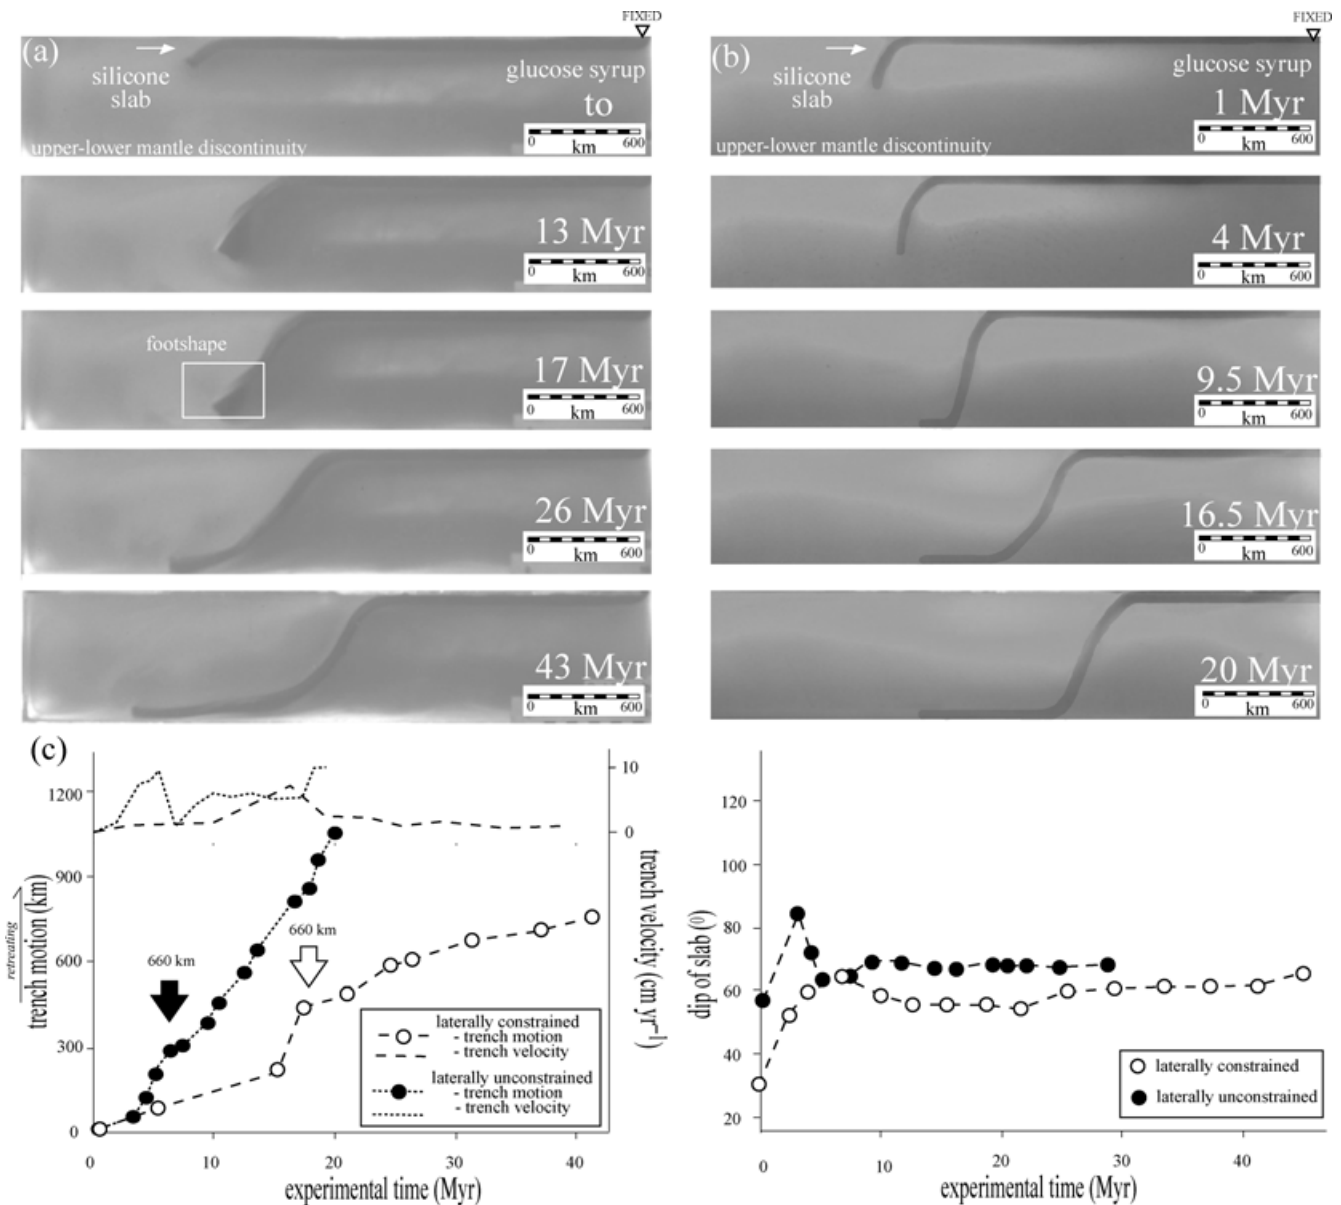 FIXED
(a)
silicone
slab
glucose syrup
to
0 600
km
upper-lower mantle discontinuity
13 Myr
0 600
km
footshape
17 Myr
0 600
km
26 Myr
0 600
km
43 Myr
0 600
km
FIXED
(b)
silicone
slab
glucose syrup
1 Myr
0 600
km
upper-lower mantle discontinuity
4 Myr
0 600
km
9.5 Myr
0 600
km
16.5 Myr
0 600
km
20 Myr
0 600
km
(c)
retreating
trench motion (km)
1200
900
600
300
0
10
0
trench velocity (cm yr⁻¹)
660 km
660 km
laterally constrained
- trench motion
- trench velocity
laterally unconstrained
- trench motion
- trench velocity
0 10 20 30 40
experimental time (Myr)
dip of slab (⁰)
120
100
80
60
40
20
laterally constrained
laterally unconstrained
0 10 20 30 40
experimental time (Myr)